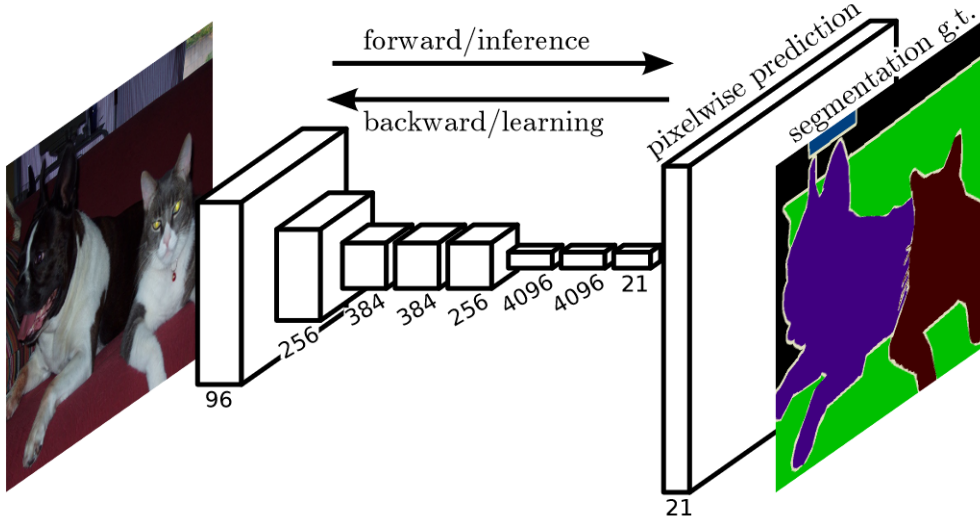 forward/inference
backward/learning
pixelwise prediction
segmentation g.t.
96
256
384
384
256
4096
4096
21
21